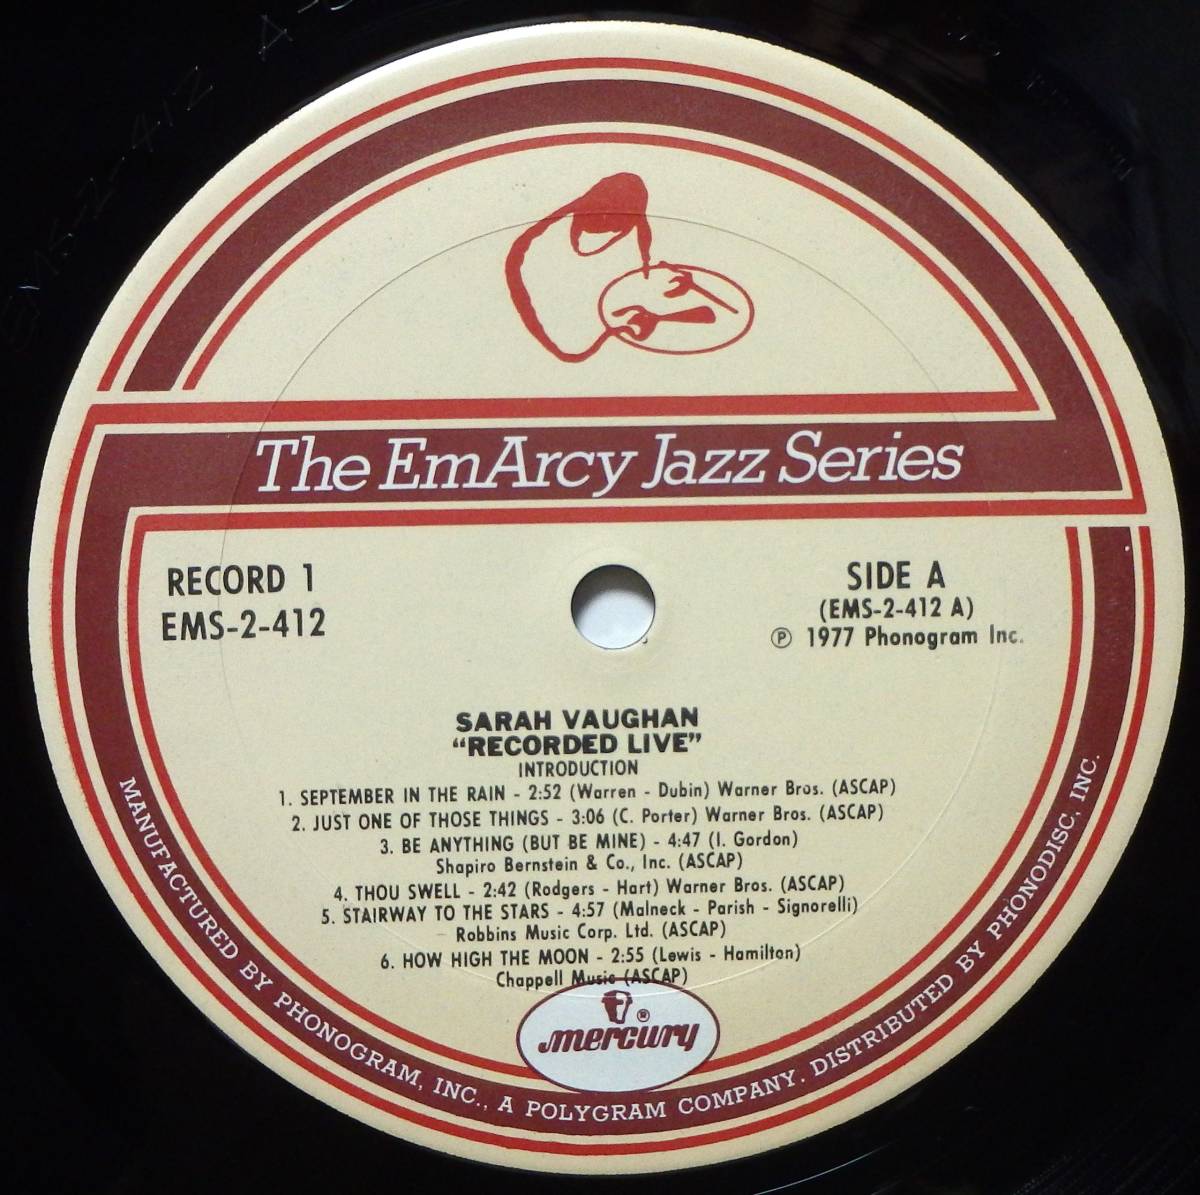 The EmArcy Jazz Series
RECORD 1
EMS-2-412
SIDE A
(EMS-2-412 A)
℗ 1977 Phonogram Inc.
SARAH VAUGHAN
“RECORDED LIVE”
INTRODUCTION
1. SEPTEMBER IN THE RAIN - 2:52 (Warren - Dubin) Warner Bros. (ASCAP)
2. JUST ONE OF THOSE THINGS - 3:06 (C. Porter) Warner Bros. (ASCAP)
3. BE ANYTHING (BUT BE MINE) - 4:47 (I. Gordon)
Shapiro Bernstein & Co., Inc. (ASCAP)
4. THOU SWELL - 2:42 (Rodgers - Hart) Warner Bros. (ASCAP)
5. STAIRWAY TO THE STARS - 4:57 (Malneck - Parish - Signorelli)
Robbins Music Corp. Ltd. (ASCAP)
6. HOW HIGH THE MOON - 2:55 (Lewis - Hamilton)
Chappell Music (ASCAP)
mercury ®
MANUFACTURED BY PHONOGRAM, INC., A POLYGRAM COMPANY. DISTRIBUTED BY PHONODISC, INC.